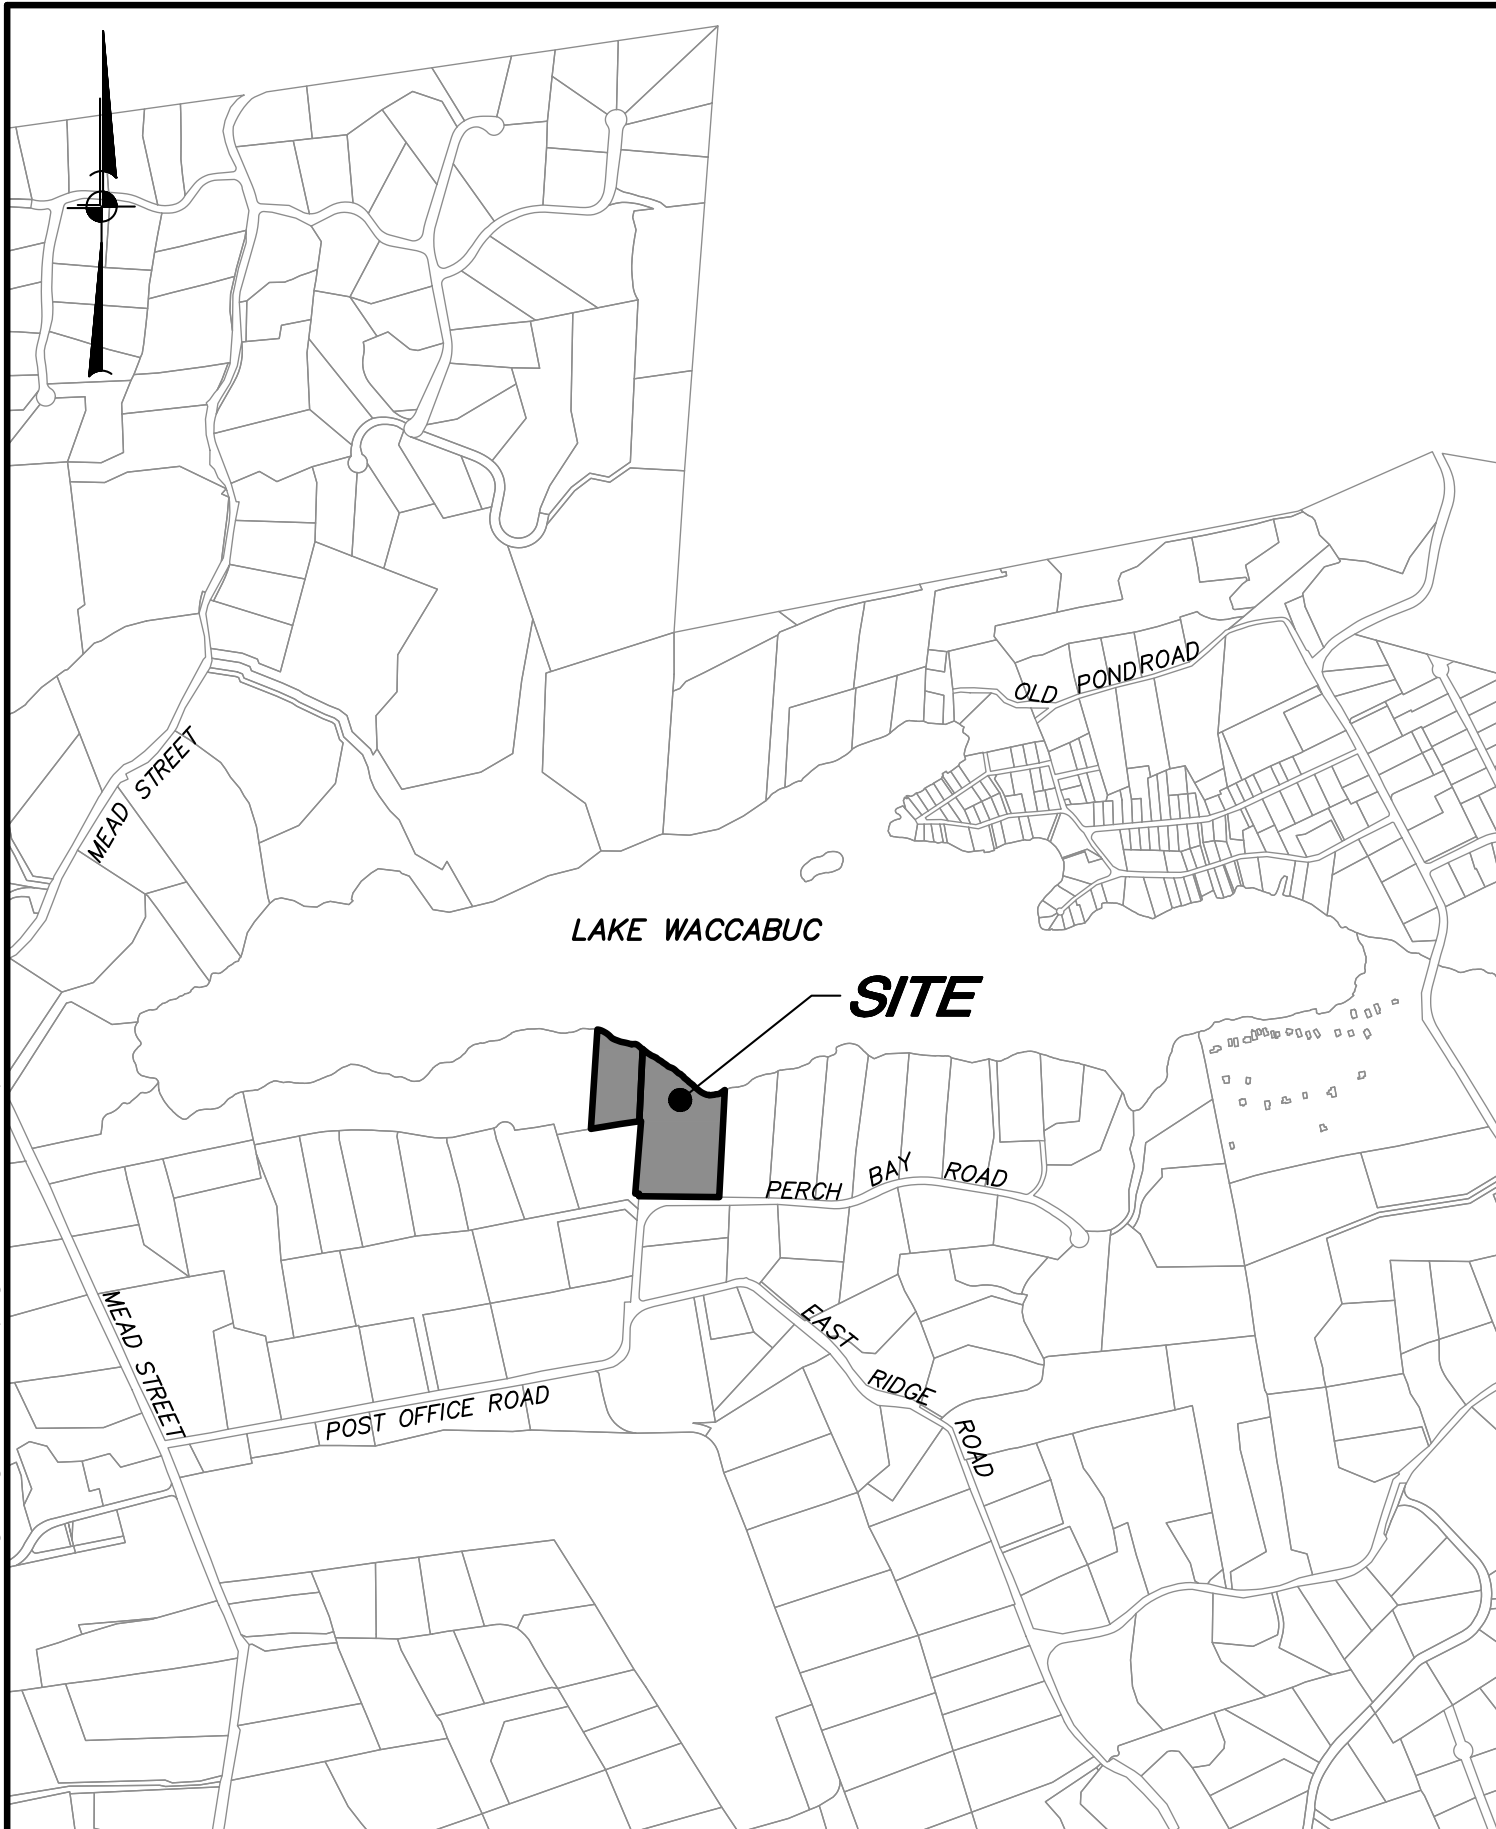 OLD POND ROAD
MEAD STREET
LAKE WACCABUC
SITE
PERCH BAY ROAD
MEAD STREET
EAST RIDGE ROAD
POST OFFICE ROAD